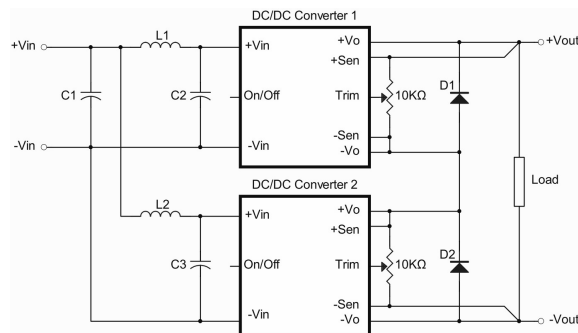 DC/DC Converter 1
+Vin L1 +Vin +Vo +Vout
+Sen
C1 C2 On/Off Trim 10KΩ D1
-Sen
-Vin -Vin -Vo
Load
DC/DC Converter 2
L2 +Vin +Vo
+Sen
C3 On/Off Trim 10KΩ D2
-Sen
-Vin -Vo -Vout